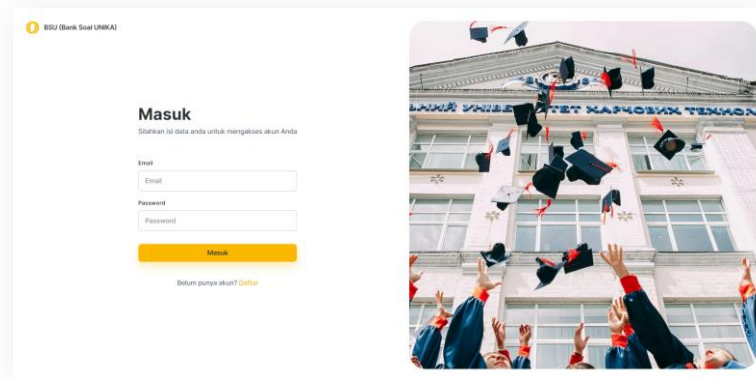 BSU (Bank Soal UNIKA)
Masuk
Silahkan isi data anda untuk mengakses akun Anda
Email
Email
Password
Password
Masuk
Belum punya akun? Daftar
ХАРЧОВИХ